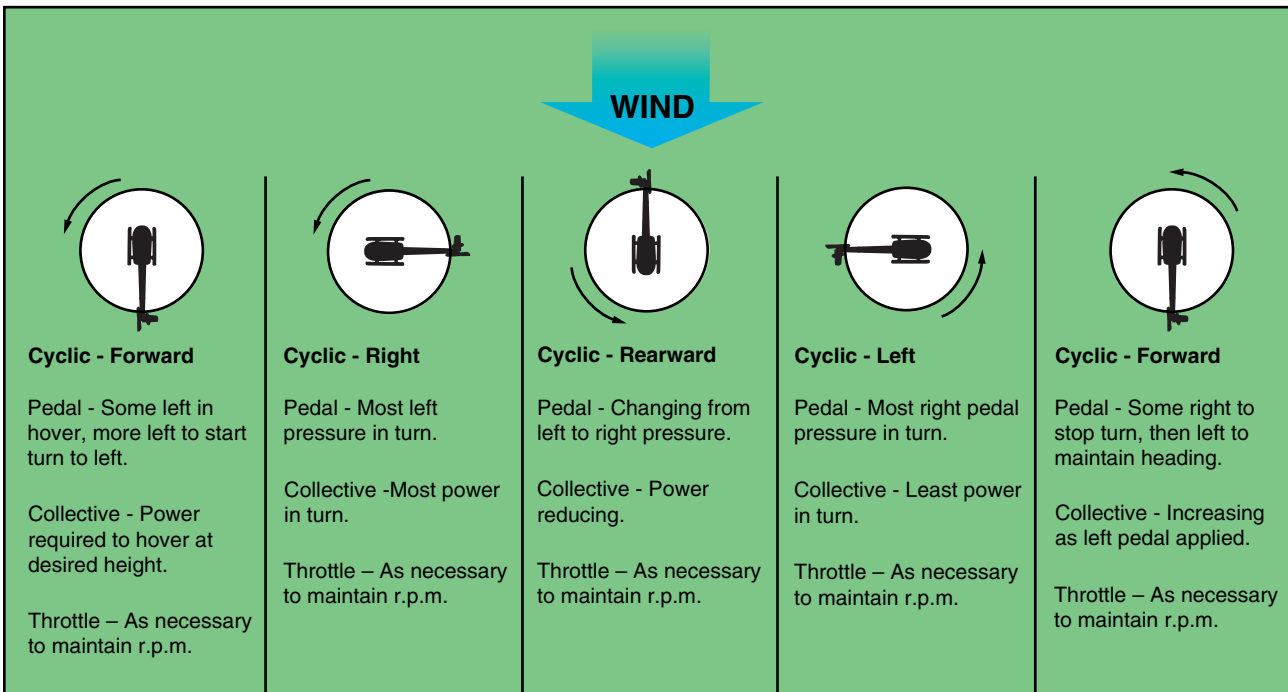 WIND
Cyclic - Forward
Pedal - Some left in
hover, more left to start
turn to left.
Collective - Power
required to hover at
desired height.
Throttle – As necessary
to maintain r.p.m.
Cyclic - Right
Pedal - Most left
pressure in turn.
Collective -Most power
in turn.
Throttle – As necessary
to maintain r.p.m.
Cyclic - Rearward
Pedal - Changing from
left to right pressure.
Collective - Power
reducing.
Throttle – As necessary
to maintain r.p.m.
Cyclic - Left
Pedal - Most right pedal
pressure in turn.
Collective - Least power
in turn.
Throttle – As necessary
to maintain r.p.m.
Cyclic - Forward
Pedal - Some right to
stop turn, then left to
maintain heading.
Collective - Increasing
as left pedal applied.
Throttle – As necessary
to maintain r.p.m.